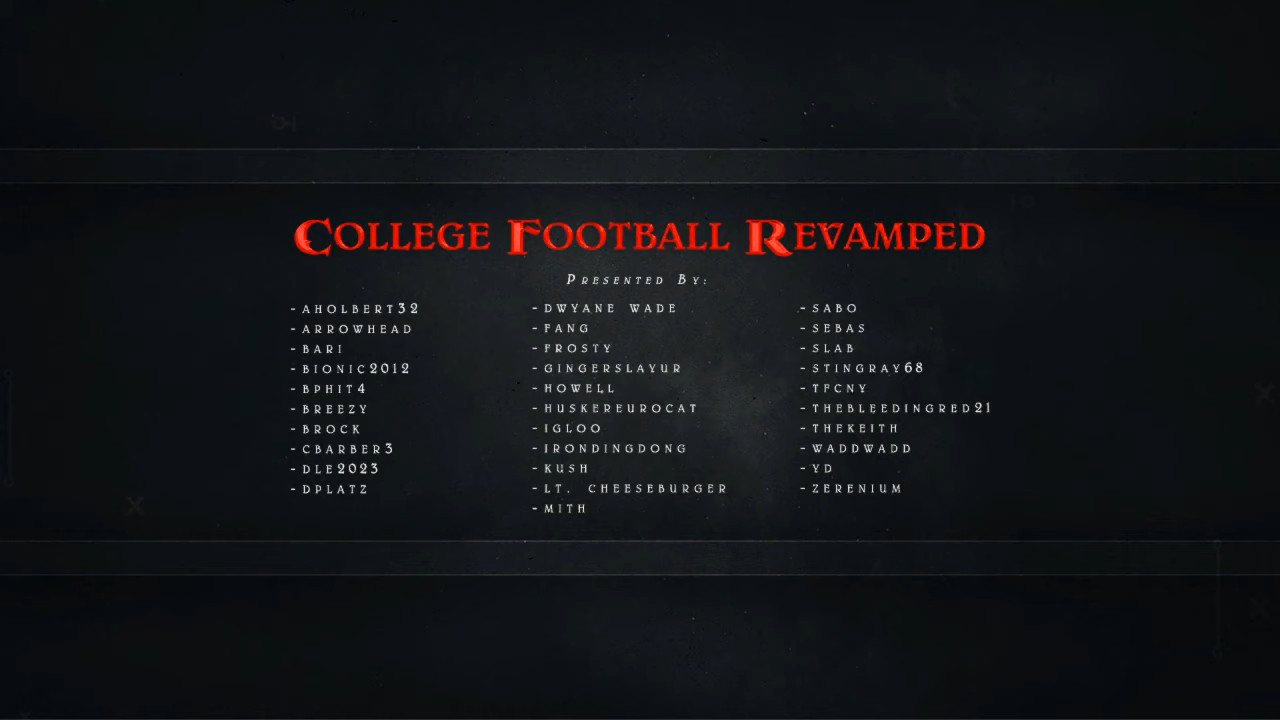 College Football Revamped
Presented By:
- AHOLBERT32
- ARROWHEAD
- BARI
- BIONIC2012
- BPHIT4
- BREEZY
- BROCK
- CBARBER3
- DLE2023
- DPLATZ
- DWYANE WADE
- FANG
- FROSTY
- GINGERSLAYUR
- HOWELL
- HUSKEREUROCAT
- IGLOO
- IRONDINGDONG
- KUSH
- LT. CHEESEBURGER
- MITH
- SABO
- SEBAS
- SLAB
- STINGRAY68
- TFCNY
- THEBLEEDINGRED21
- THEKEITH
- WADDWADD
- YD
- ZERENIUM